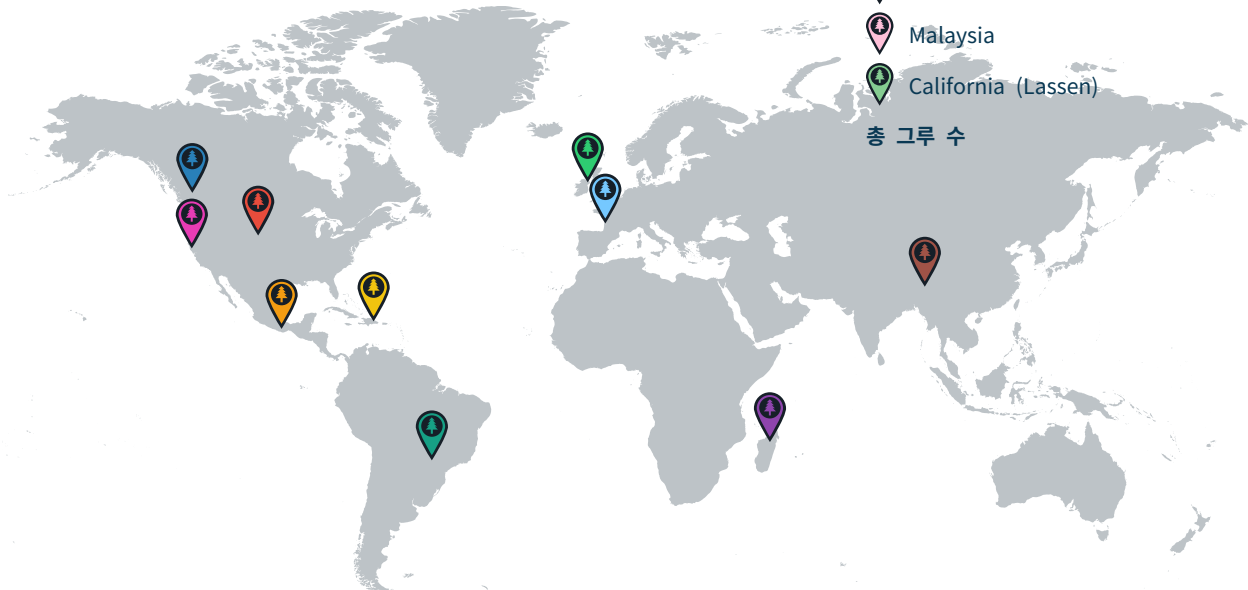 Malaysia
California (Lassen)
총 그루 수